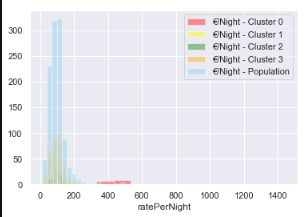 €/Night - Cluster 0
€/Night - Cluster 1
€/Night - Cluster 2
€/Night - Cluster 3
€/Night - Population
300
250
200
150
100
50
0
0 200 400 600 800 1000 1200 1400
ratePerNight